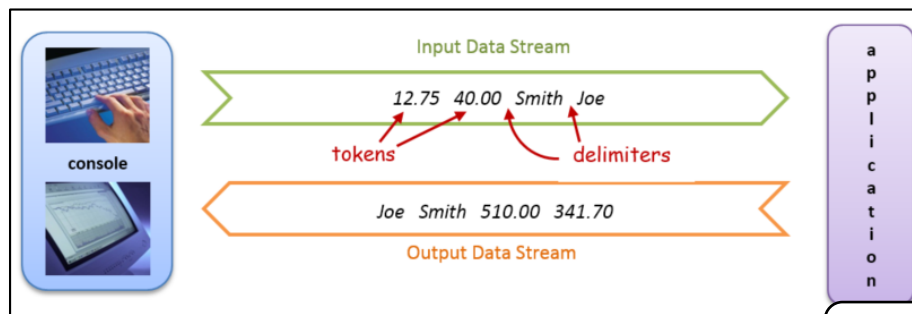 Input Data Stream
12.75 40.00 Smith Joe
tokens
delimiters
console
Joe Smith 510.00 341.70
Output Data Stream
a
p
p
l
i
c
a
t
i
o
n